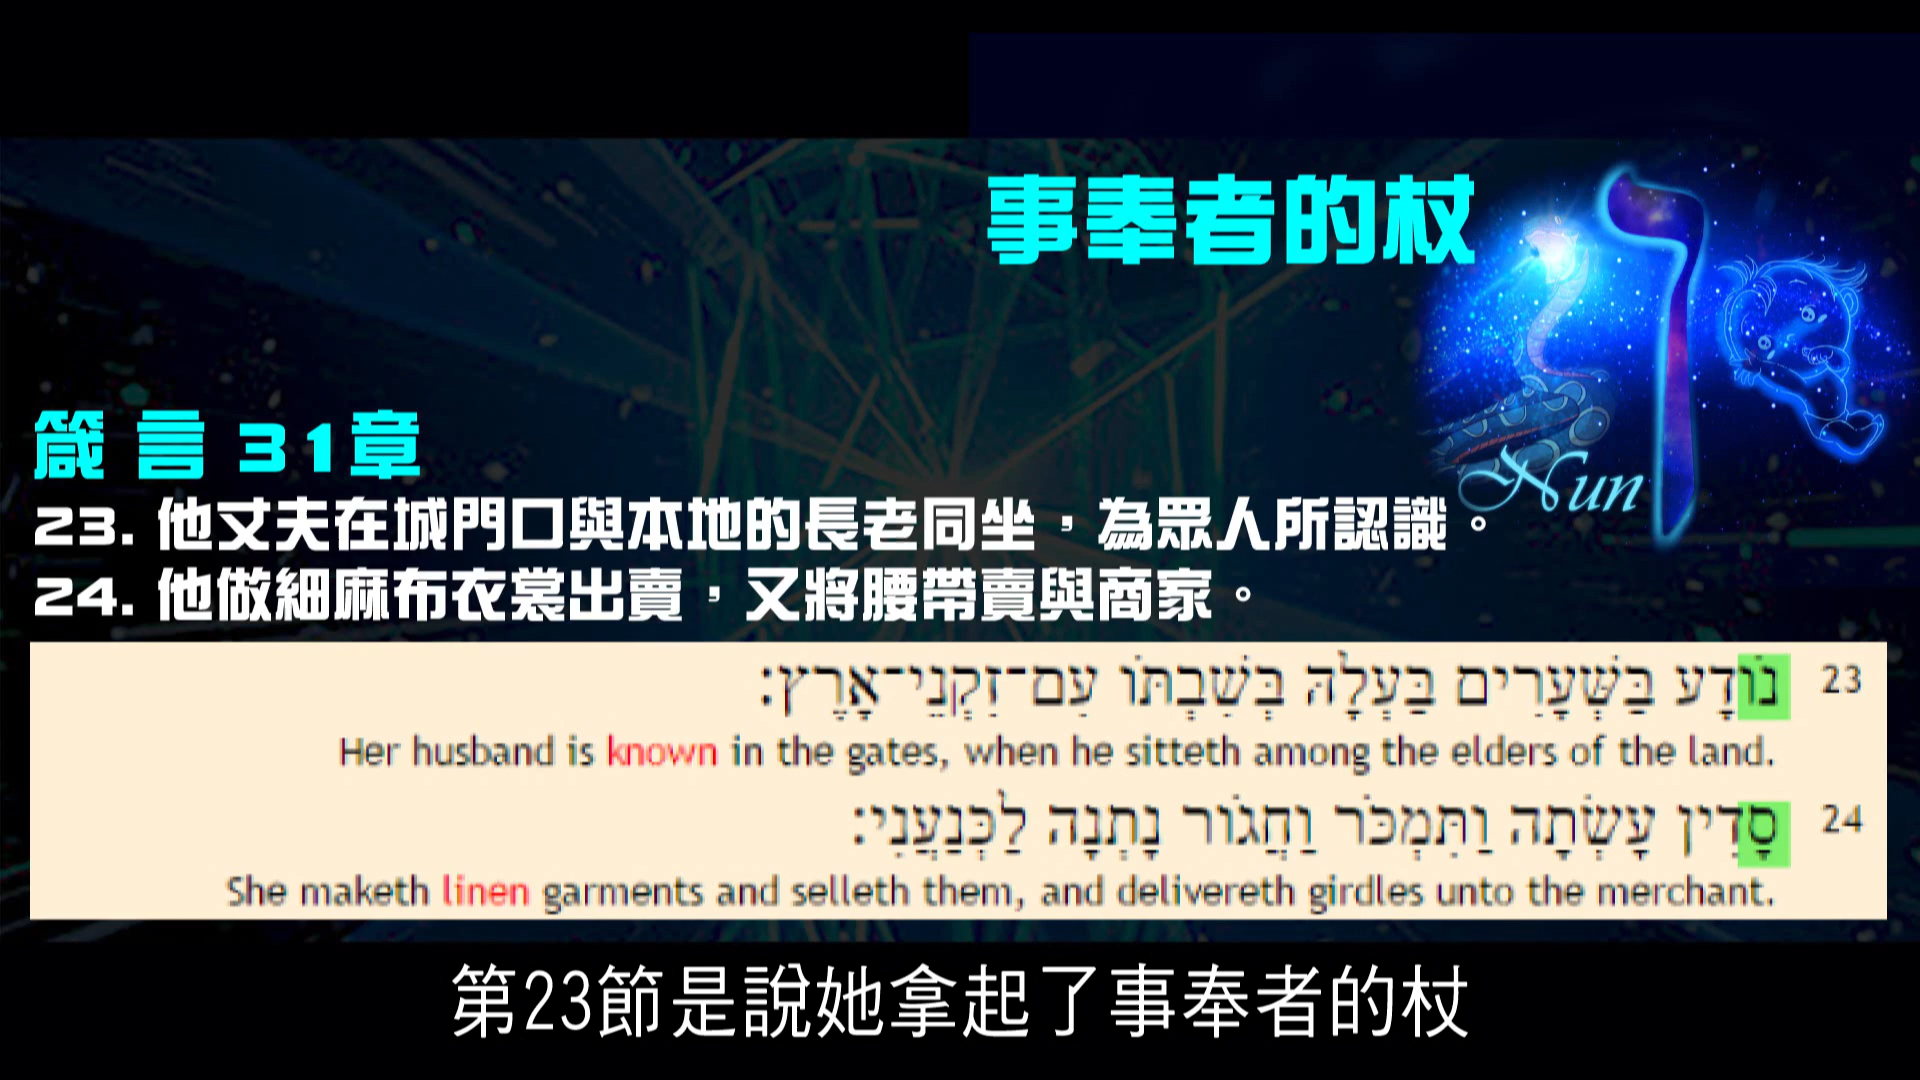 事奉者的杖
Nun
箴言31章
23. 他丈夫在城門口與本地的長老同坐，為眾人所認識。
24. 他做細麻布衣裳出賣，又將腰帶賣與商家。
23 נוֹדָע בַּשְּׁעָרִים בַּעְלָהּ בְּשִׁבְתּוֹ עִם־זִקְנֵי־אָרֶץ׃
Her husband is known in the gates, when he sitteth among the elders of the land.
24 סָדִין עָשְׂתָה וַתִּמְכֹּר וַחֲגוֹר נָתְנָה לַכְּנַעֲנִי׃
She maketh linen garments and selleth them, and delivereth girdles unto the merchant.
第23節是說她拿起了事奉者的杖